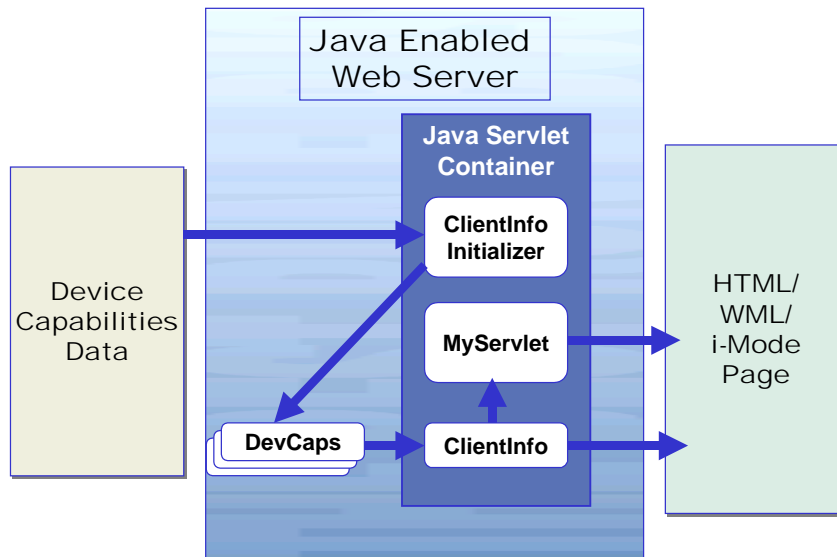 Java Enabled
Web Server
Java Servlet
Container
ClientInfo
Initializer
Device
Capabilities
Data
MyServlet
HTML/
WML/
i-Mode
Page
DevCaps
ClientInfo